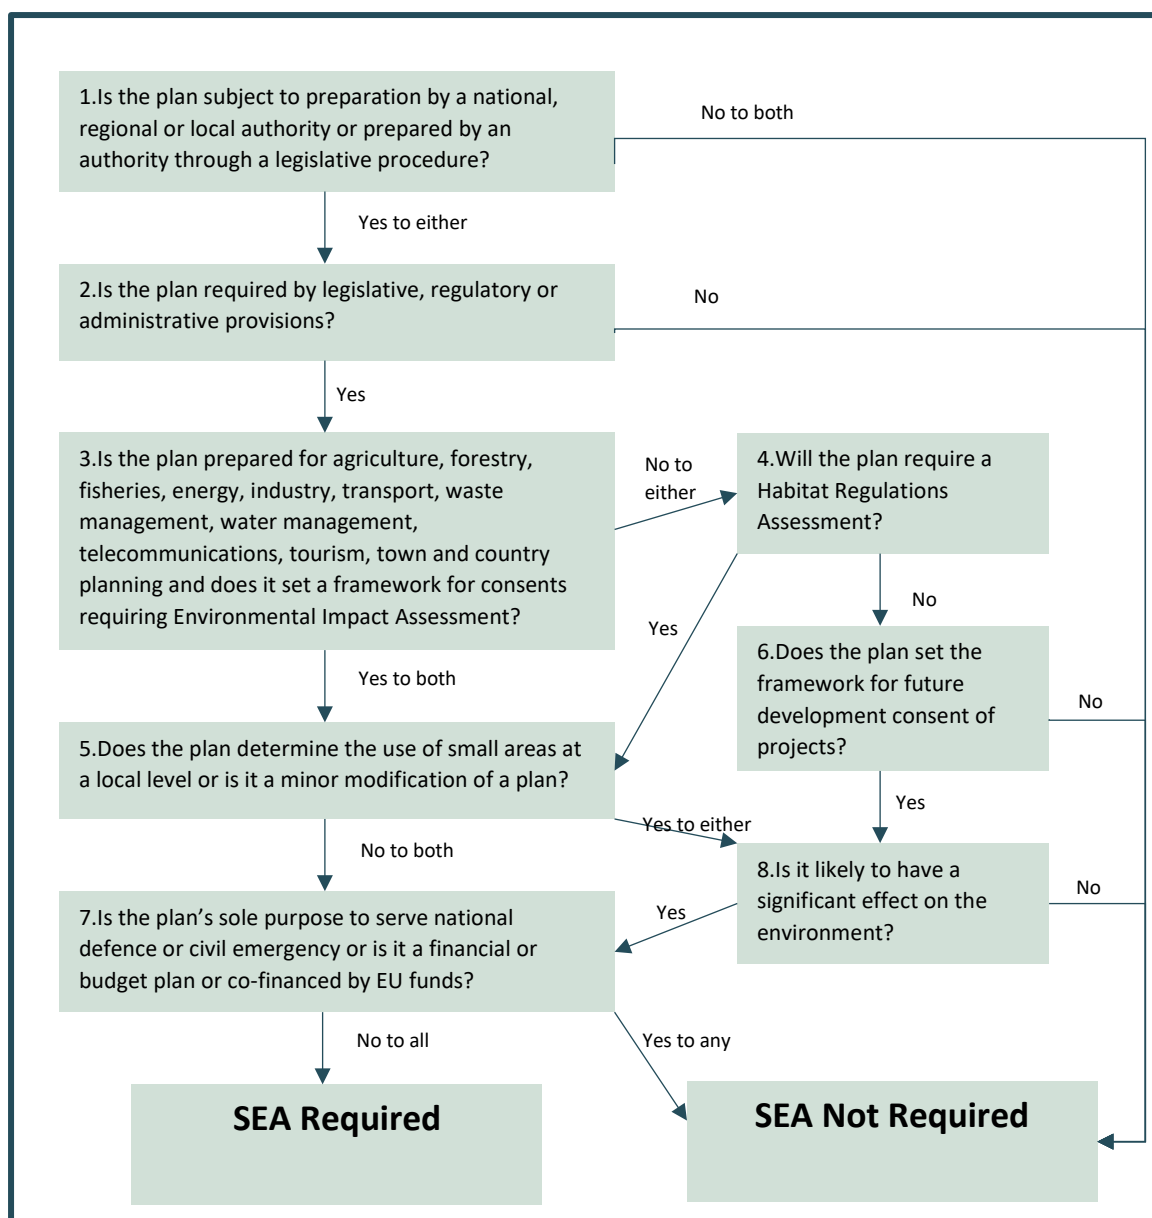 1.Is the plan subject to preparation by a national,
regional or local authority or prepared by an
authority through a legislative procedure?
No to both
Yes to either
2.Is the plan required by legislative, regulatory or
administrative provisions?
No
Yes
3.Is the plan prepared for agriculture, forestry,
fisheries, energy, industry, transport, waste
management, water management,
telecommunications, tourism, town and country
planning and does it set a framework for consents
requiring Environmental Impact Assessment?
No to
either
4.Will the plan require a
Habitat Regulations
Assessment?
No
Yes
Yes to both
6.Does the plan set the
framework for future
development consent of
projects?
No
5.Does the plan determine the use of small areas at
a local level or is it a minor modification of a plan?
Yes
Yes to either
No to both
8.Is it likely to have a
significant effect on the
environment?
No
Yes
7.Is the plan’s sole purpose to serve national
defence or civil emergency or is it a financial or
budget plan or co-financed by EU funds?
No to all
Yes to any
SEA Required
SEA Not Required